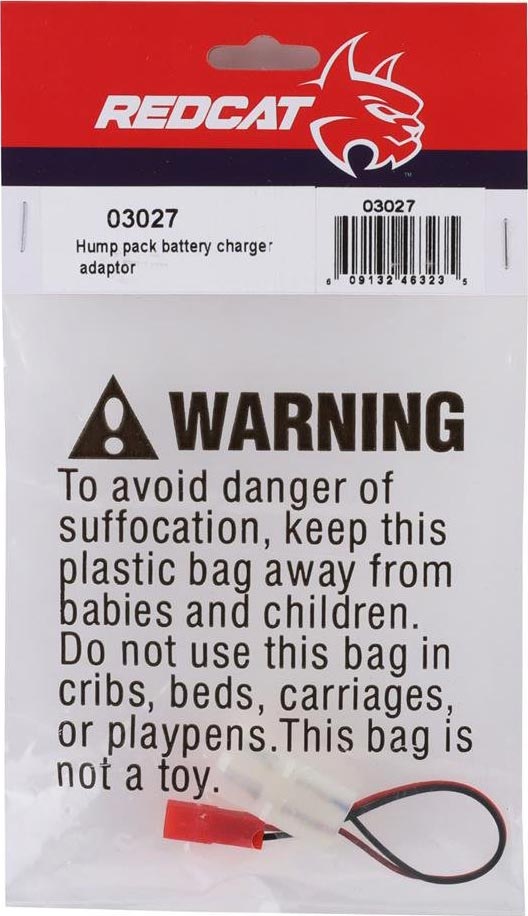 REDCAT
TM
03027
Hump pack battery charger
adaptor
03027
6 09132 46323 5
WARNING
To avoid danger of
suffocation, keep this
plastic bag away from
babies and children.
Do not use this bag in
cribs, beds, carriages,
or playpens.This bag is
not a toy.